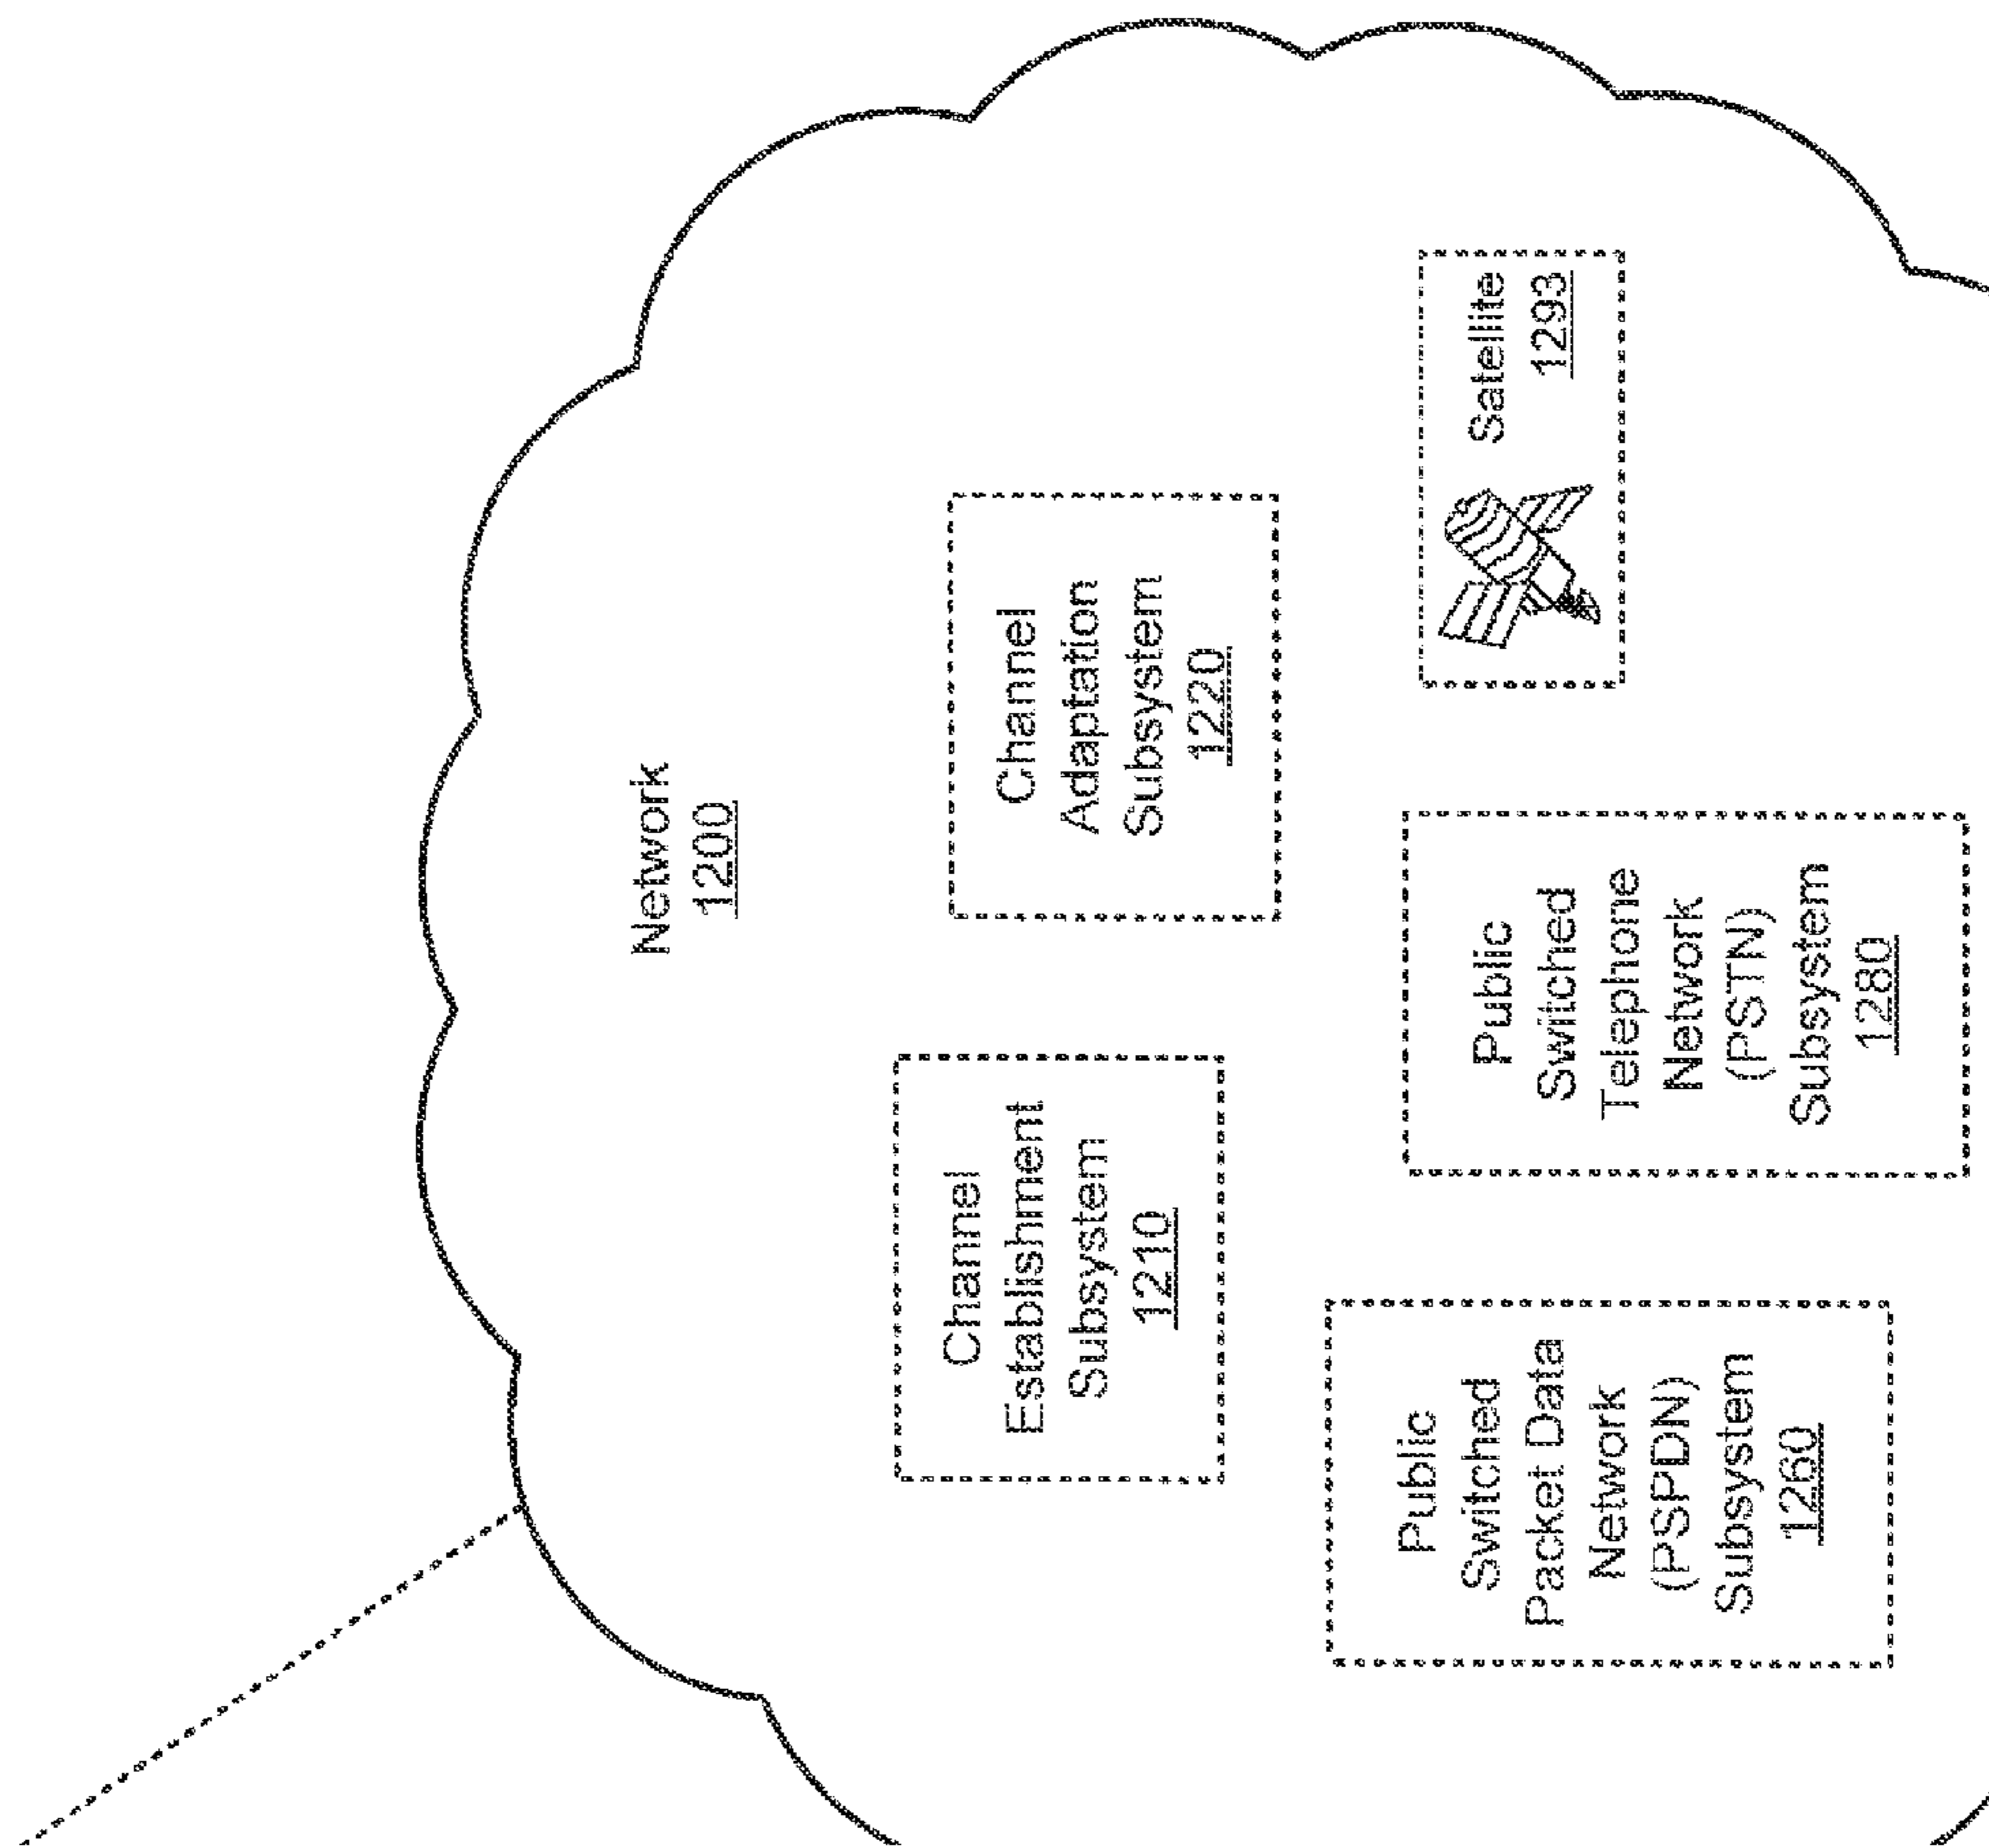 Network
1200
Channel
Establishment
Subsystem
1210
Channel
Adaptation
Subsystem
1220
Public
Switched
Packet Data
Network
(PSPDN)
Subsystem
1260
Public
Switched
Telephone
Network
(PSTN)
Subsystem
1280
Satellite
1293